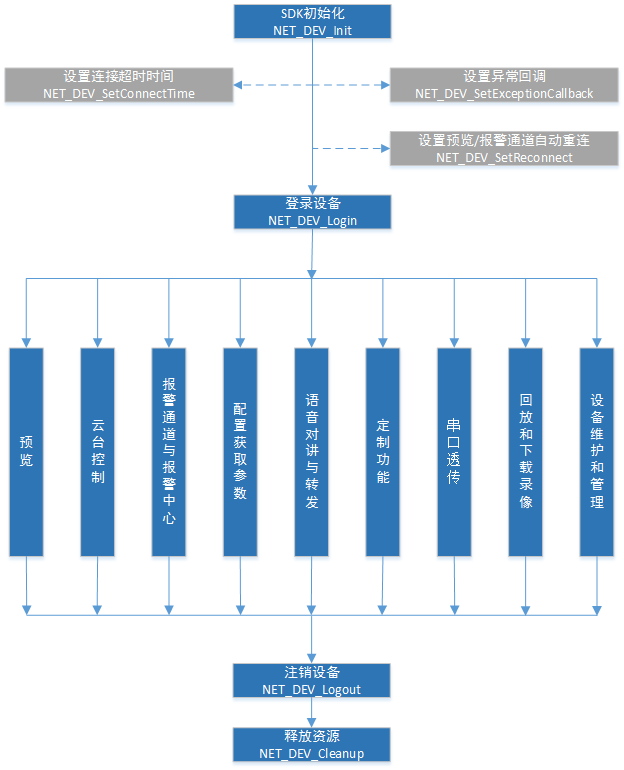 SDK初始化
NET_DEV_Init
设置连接超时时间
NET_DEV_SetConnectTime
设置异常回调
NET_DEV_SetExceptionCallback
设置预览/报警通道自动重连
NET_DEV_SetReconnect
登录设备
NET_DEV_Login
预览
云台控制
报警通道与报警中心
配置获取参数
语音对讲与转发
定制功能
串口透传
回放和下载录像
设备维护和管理
注销设备
NET_DEV_Logout
释放资源
NET_DEV_Cleanup